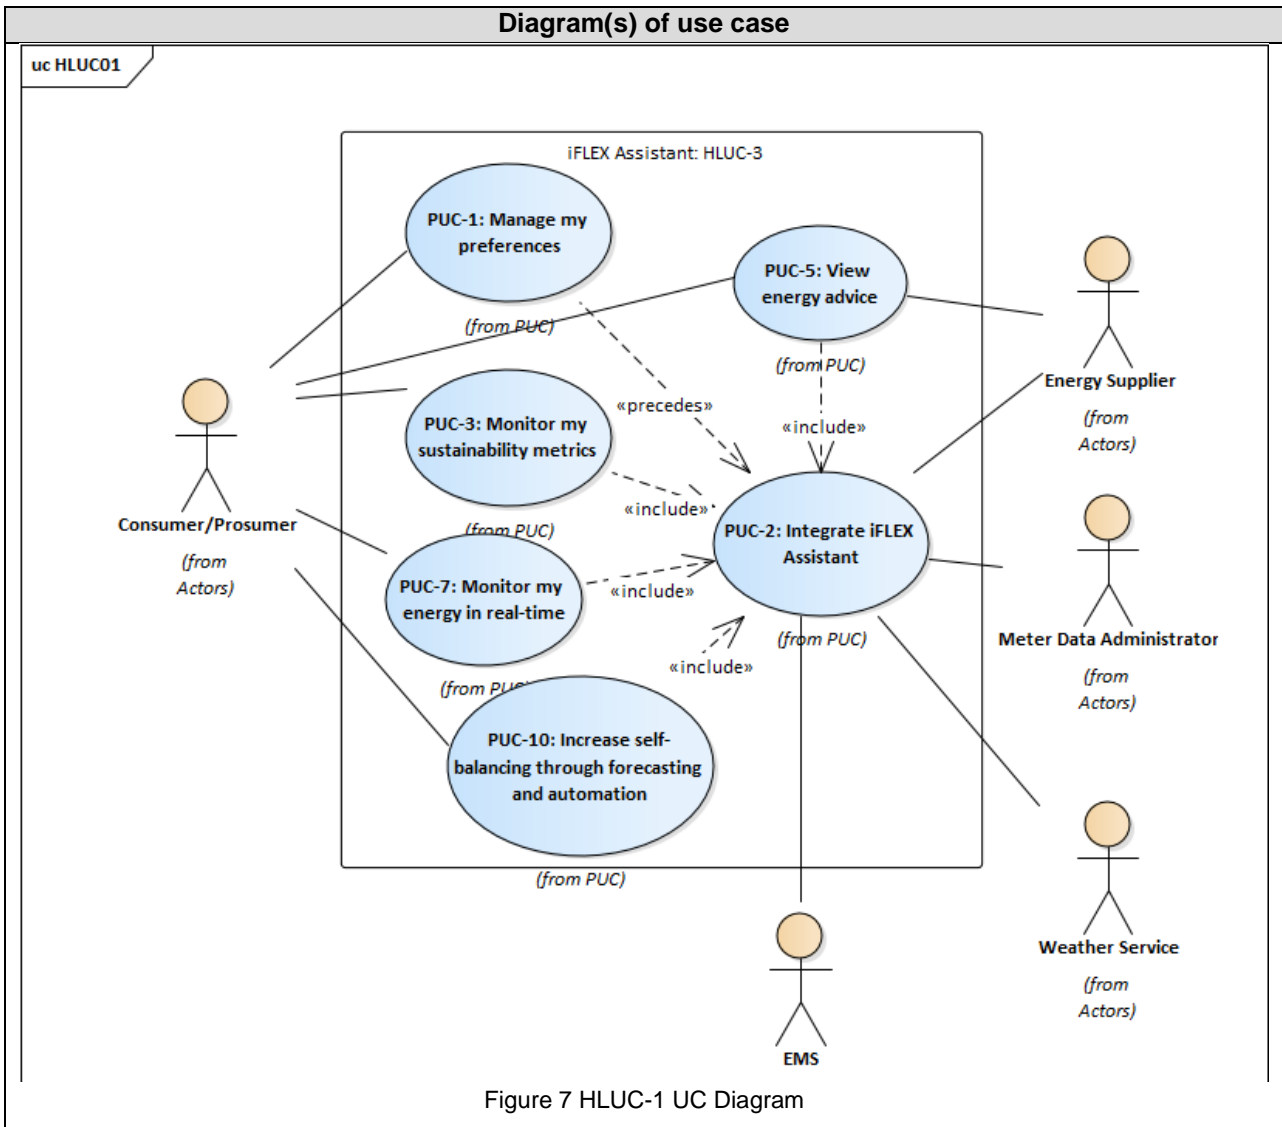 Diagram(s) of use case
uc HLUC01
iFLEX Assistant: HLUC-3
PUC-1: Manage my
preferences
(from PUC)
PUC-5: View
energy advice
(from PUC)
Energy Supplier
(from
Actors)
«precedes»
«include»
PUC-3: Monitor my
sustainability metrics
(from PUC)
«include»
Consumer/Prosumer
(from
Actors)
PUC-2: Integrate iFLEX
Assistant
(from PUC)
PUC-7: Monitor my
energy in real-time
(from PUC)
«include»
«include»
Meter Data Administrator
(from
Actors)
PUC-10: Increase self-
balancing through forecasting
and automation
(from PUC)
Weather Service
(from
Actors)
EMS
Figure 7 HLUC-1 UC Diagram